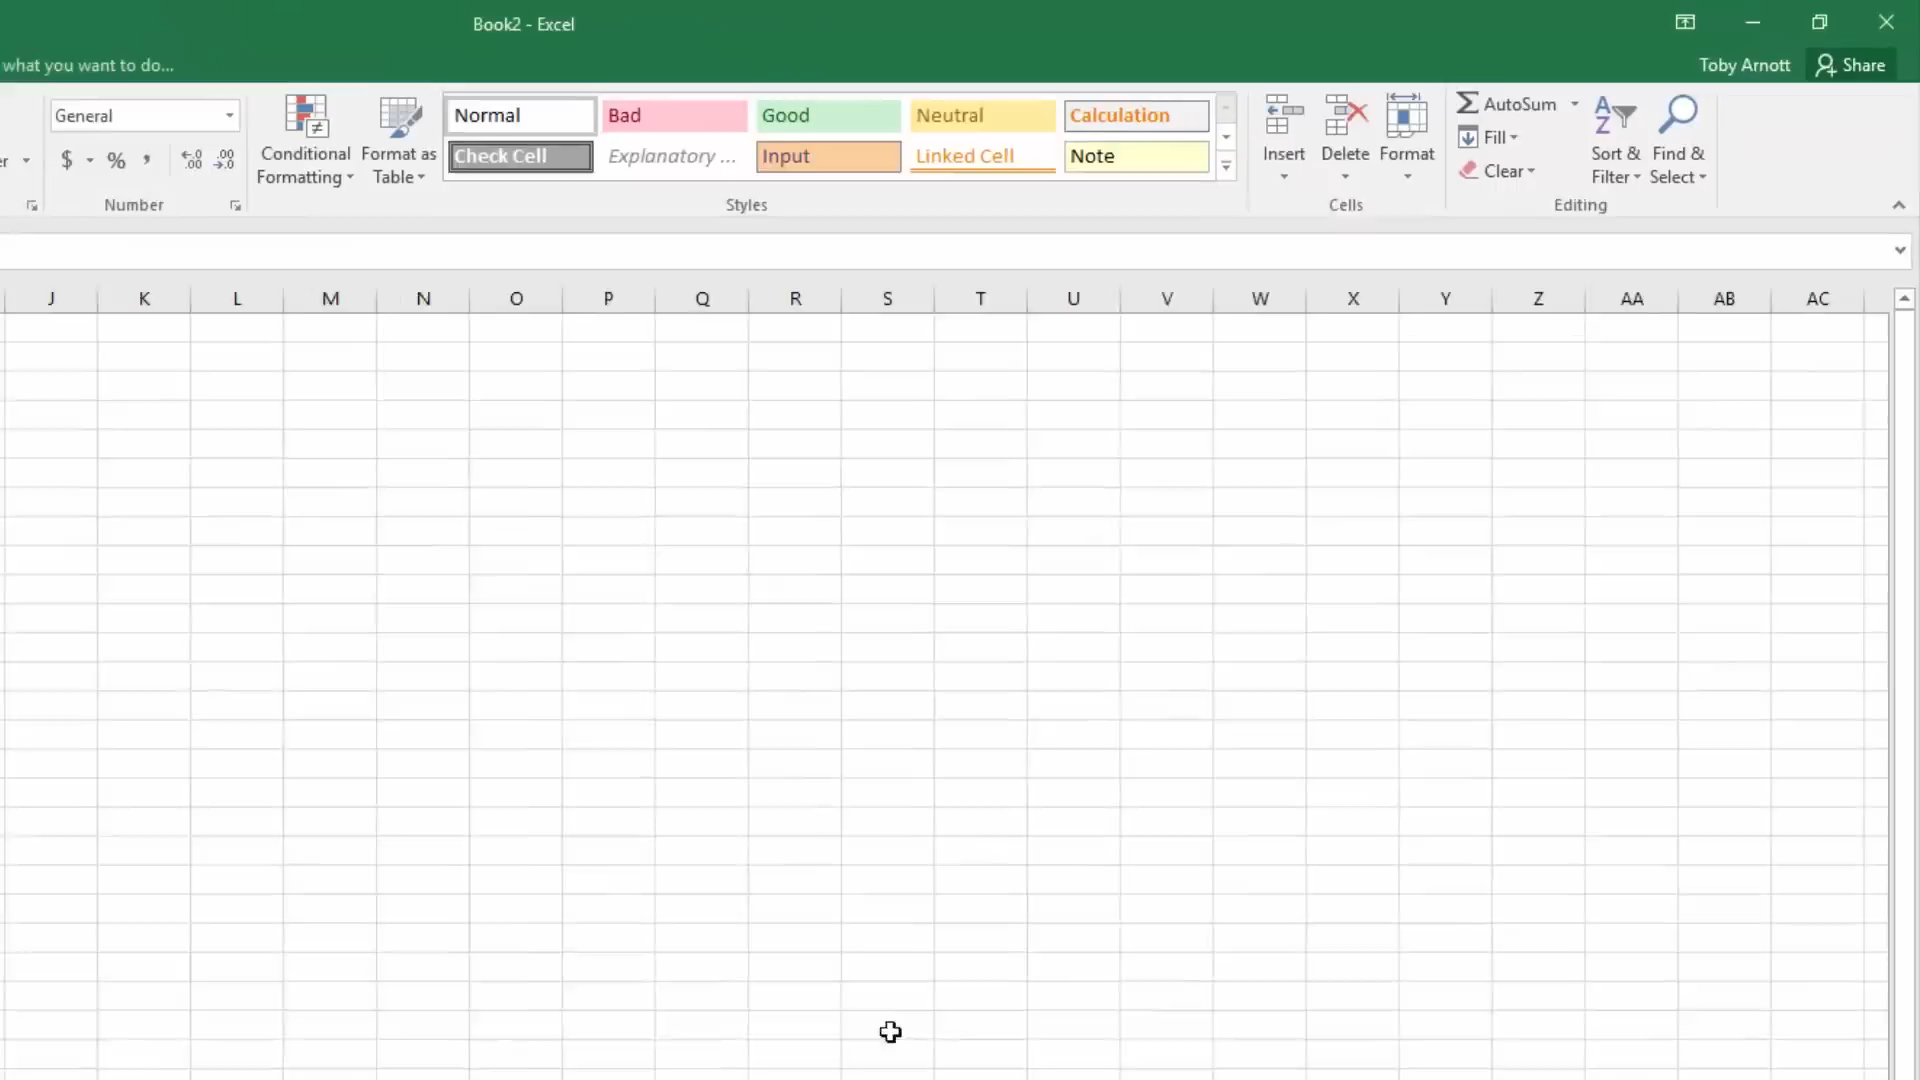 Book2 - Excel
what you want to do...
Toby Arnott
Share
General
$ % ,
Number
Conditional Formatting
Format as Table
Normal
Bad
Good
Neutral
Calculation
Check Cell
Explanatory ...
Input
Linked Cell
Note
Styles
Insert
Delete
Format
Cells
AutoSum
Fill
Clear
Sort & Filter
Find & Select
Editing
J K L M N O P Q R S T U V W X Y Z AA AB AC